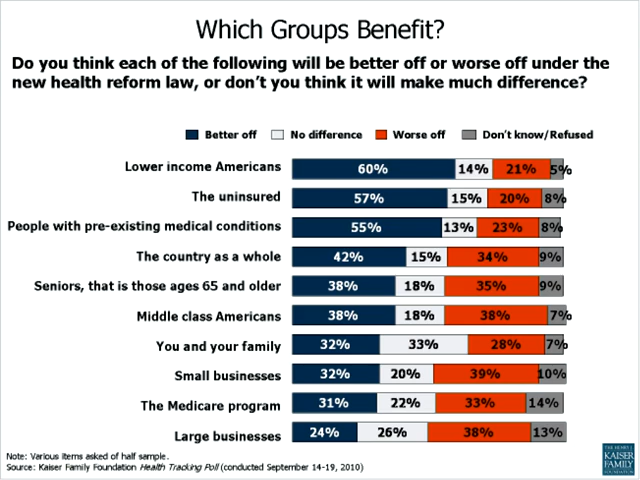 Which Groups Benefit?
Do you think each of the following will be better off or worse off under the
new health reform law, or don't you think it will make much difference?
Better off No difference Worse off Don't know/Refused
Lower income Americans 60% 14% 21% 5%
The uninsured 57% 15% 20% 8%
People with pre-existing medical conditions 55% 13% 23% 8%
The country as a whole 42% 15% 34% 9%
Seniors, that is those ages 65 and older 38% 18% 35% 9%
Middle class Americans 38% 18% 38% 7%
You and your family 32% 33% 28% 7%
Small businesses 32% 20% 39% 10%
The Medicare program 31% 22% 33% 14%
Large businesses 24% 26% 38% 13%
Note: Various items asked of half sample.
Source: Kaiser Family Foundation Health Tracking Poll (conducted September 14-19, 2010)
THE HENRY J.
KAISER
FAMILY
FOUNDATION